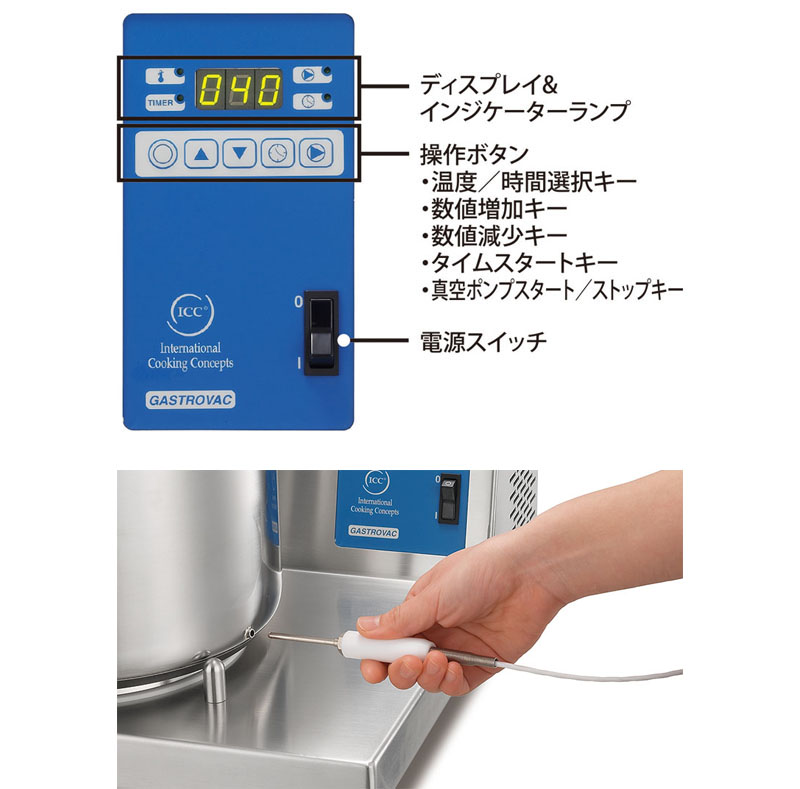 TIMER
040
ディスプレイ&
インジケーターランプ
操作ボタン
・温度／時間選択キー
・数値増加キー
・数値減少キー
・タイムスタートキー
・真空ポンプスタート／ストップキー
0
I
電源スイッチ
ICC®
International
Cooking Concepts
GASTROVAC
ICC®
International
Cooking Concepts
GASTROVAC
0
I